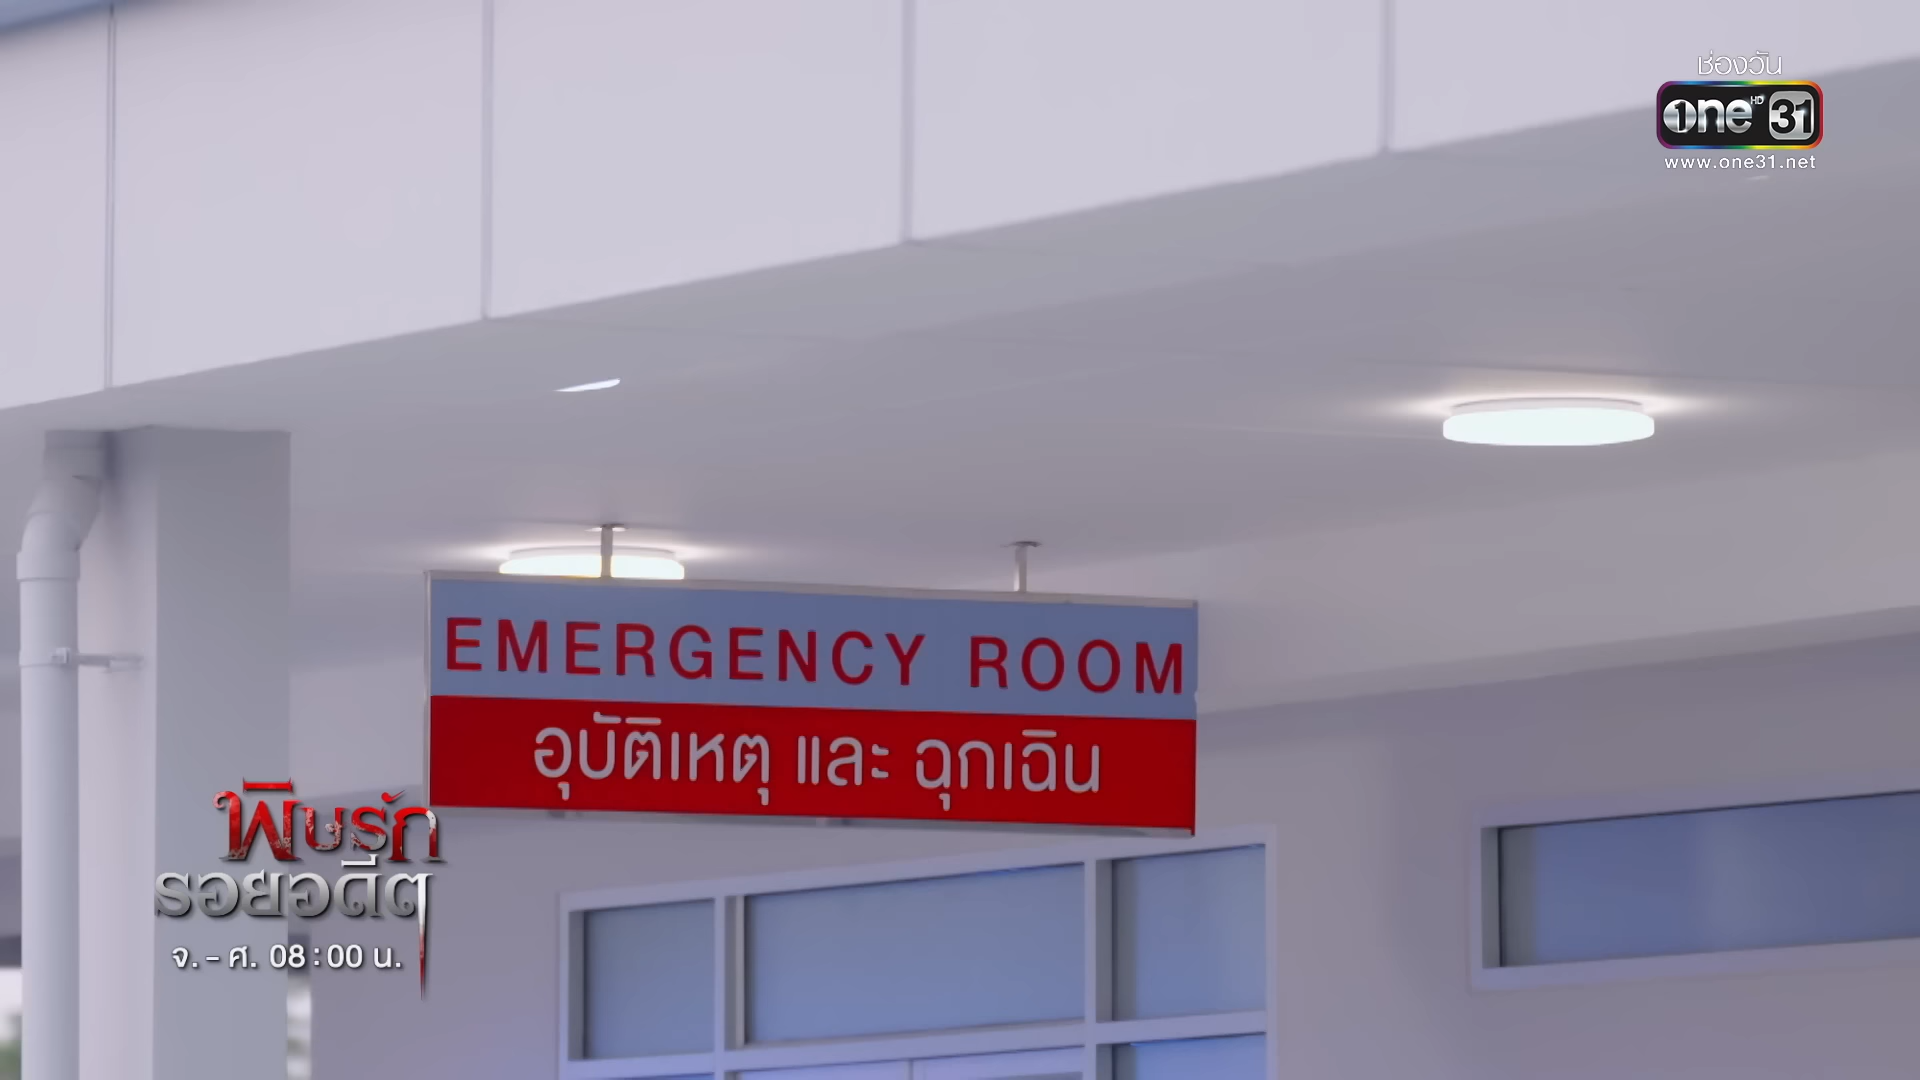 ช่องวัน
one HD 31
www.one31.net
EMERGENCY ROOM
อุบัติเหตุ และ ฉุกเฉิน
พิษรัก
รอยอดีต
จ. - ศ. 08:00 น.